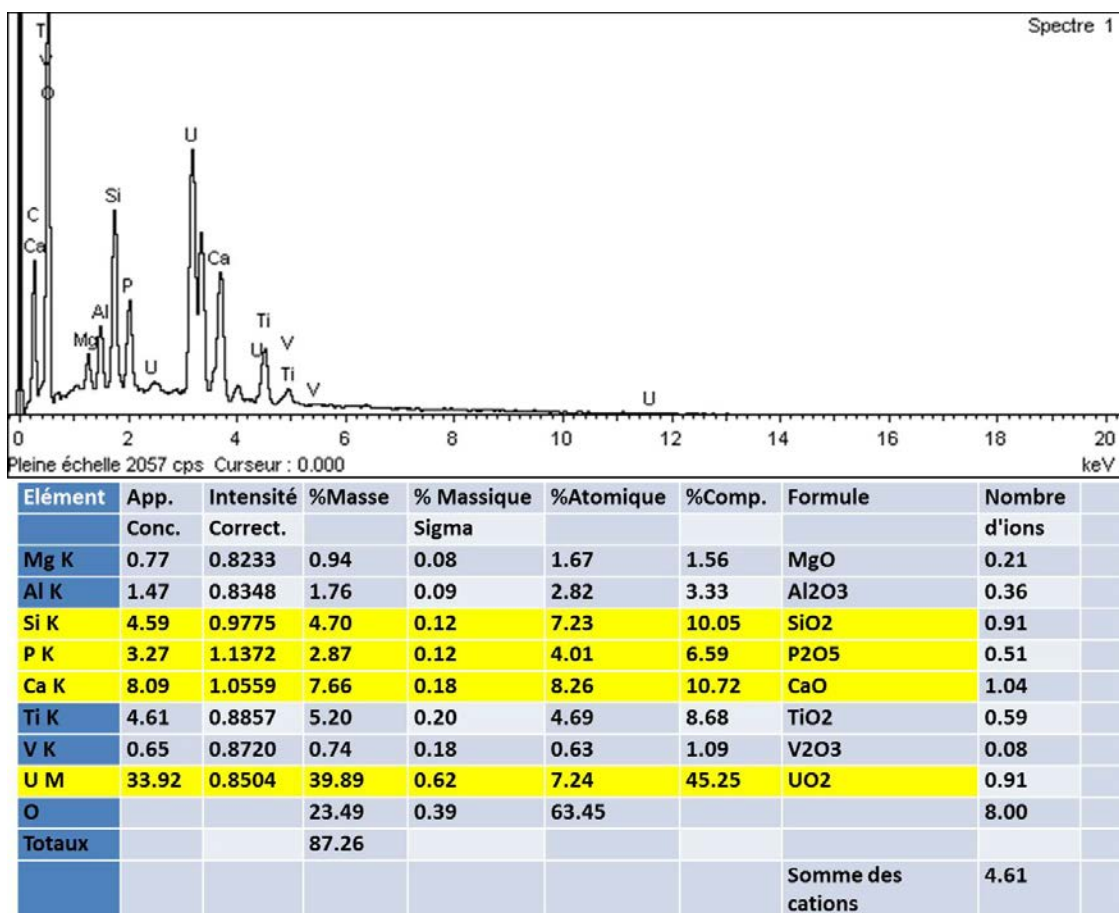 Spectre 1
T
V
O
U
Si
C
Ca
Ca
P
Al
Mg
Ti
U
V
U
Ti
V
U
0 2 4 6 8 10 12 14 16 18 20
Pleine échelle 2057 cps Curseur : 0.000 keV
Elément App. Intensité %Masse % Massique %Atomique %Comp. Formule Nombre
Conc. Correct. Sigma d'ions
Mg K 0.77 0.8233 0.94 0.08 1.67 1.56 MgO 0.21
Al K 1.47 0.8348 1.76 0.09 2.82 3.33 Al2O3 0.36
Si K 4.59 0.9775 4.70 0.12 7.23 10.05 SiO2 0.91
P K 3.27 1.1372 2.87 0.12 4.01 6.59 P2O5 0.51
Ca K 8.09 1.0559 7.66 0.18 8.26 10.72 CaO 1.04
Ti K 4.61 0.8857 5.20 0.20 4.69 8.68 TiO2 0.59
V K 0.65 0.8720 0.74 0.18 0.63 1.09 V2O3 0.08
U M 33.92 0.8504 39.89 0.62 7.24 45.25 UO2 0.91
O 23.49 0.39 63.45 8.00
Totaux 87.26
Somme des 4.61
cations